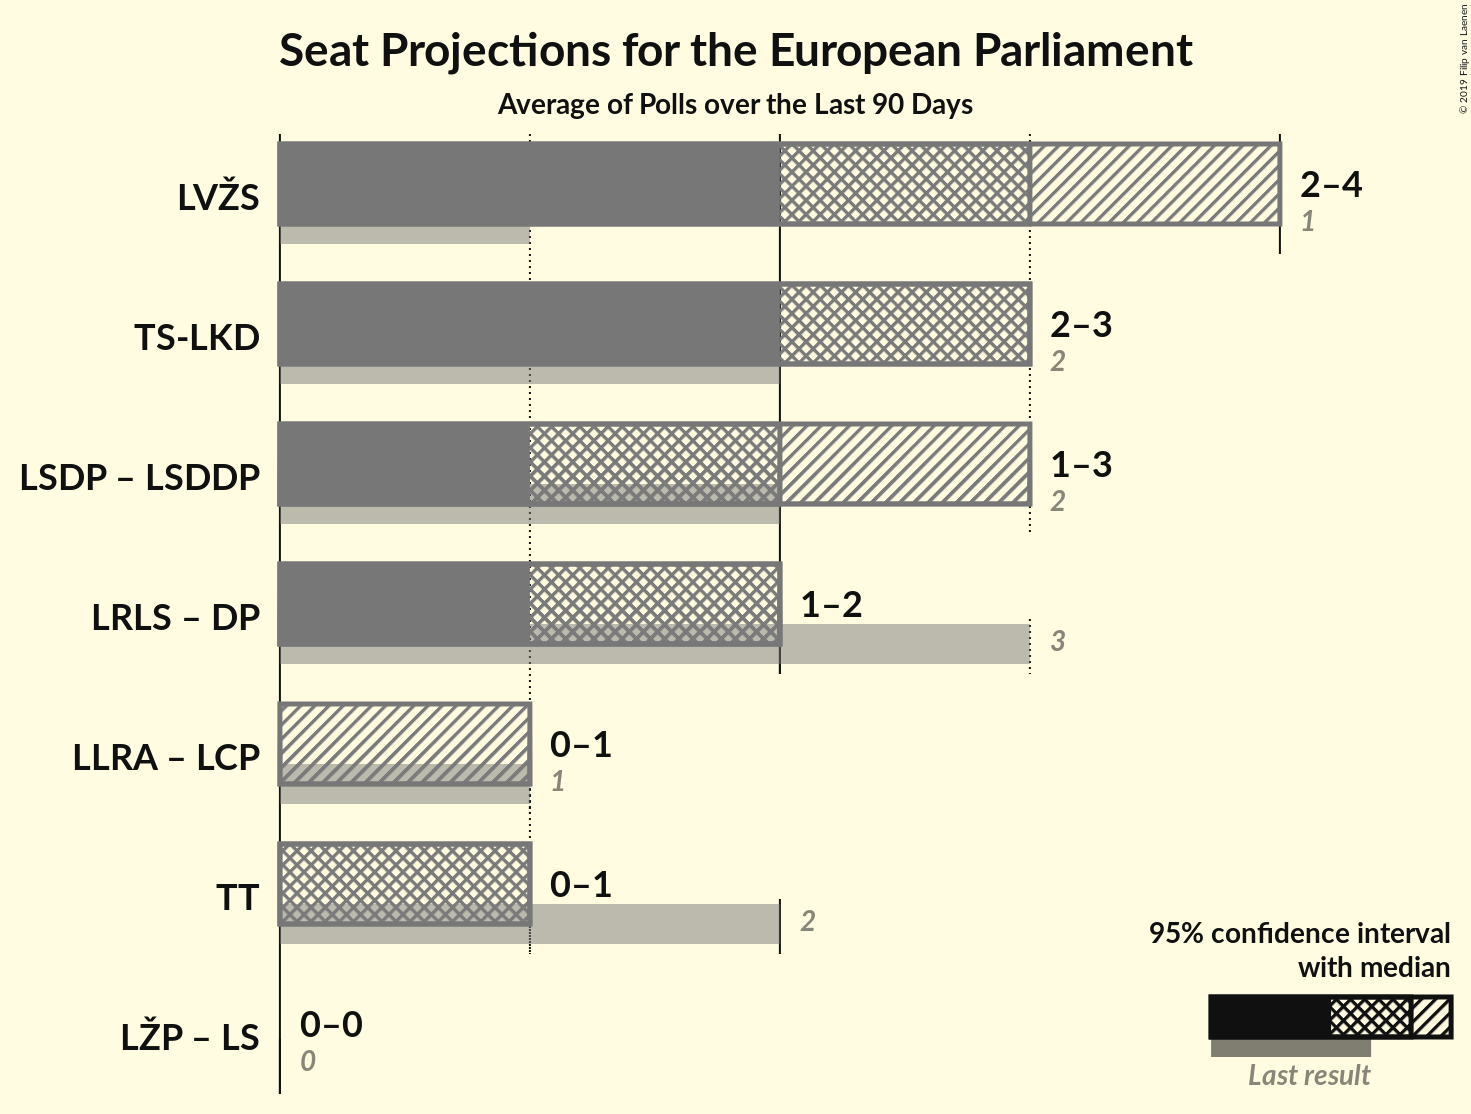 Seat Projections for the European Parliament
Average of Polls over the Last 90 Days
© 2019 Filip van Laenen
LVŽS
2–4
1
TS-LKD
2–3
2
LSDP – LSDDP
1–3
2
LRLS – DP
1–2
3
LLRA – LCP
0–1
1
TT
0–1
2
LŽP – LS
0–0
0
95% confidence interval
with median
Last result